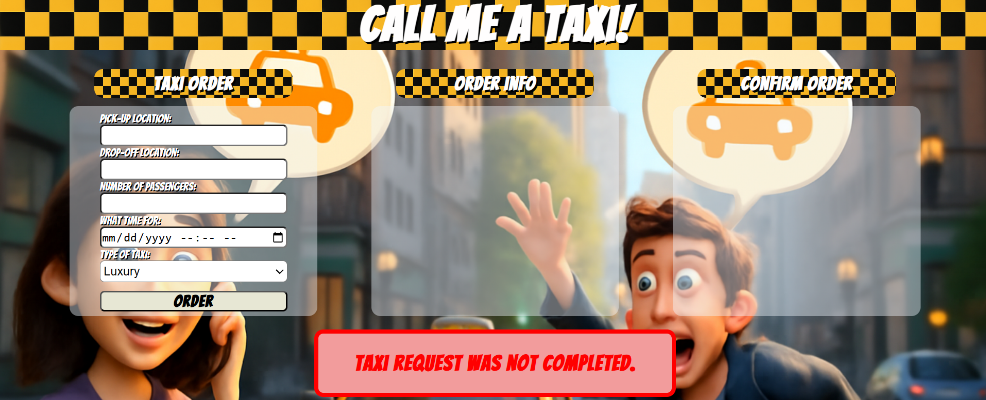 CALL ME A TAXI!
TAXI ORDER
ORDER INFO
CONFIRM ORDER
PICK-UP LOCATION:
DROP-OFF LOCATION:
NUMBER OF PASSENGERS:
WHAT TIME FOR:
mm/dd/yyyy --:-- --
TYPE OF TAXI:
Luxury
ORDER
TAXI REQUEST WAS NOT COMPLETED.